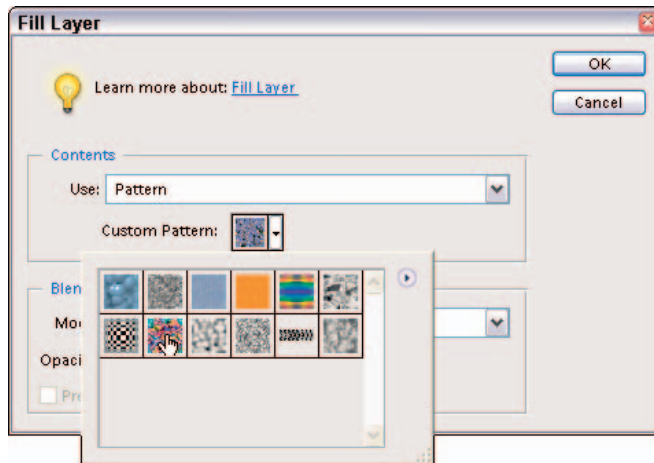 Fill Layer
OK
Learn more about: Fill Layer
Cancel
Contents
Use: Pattern
Custom Pattern: